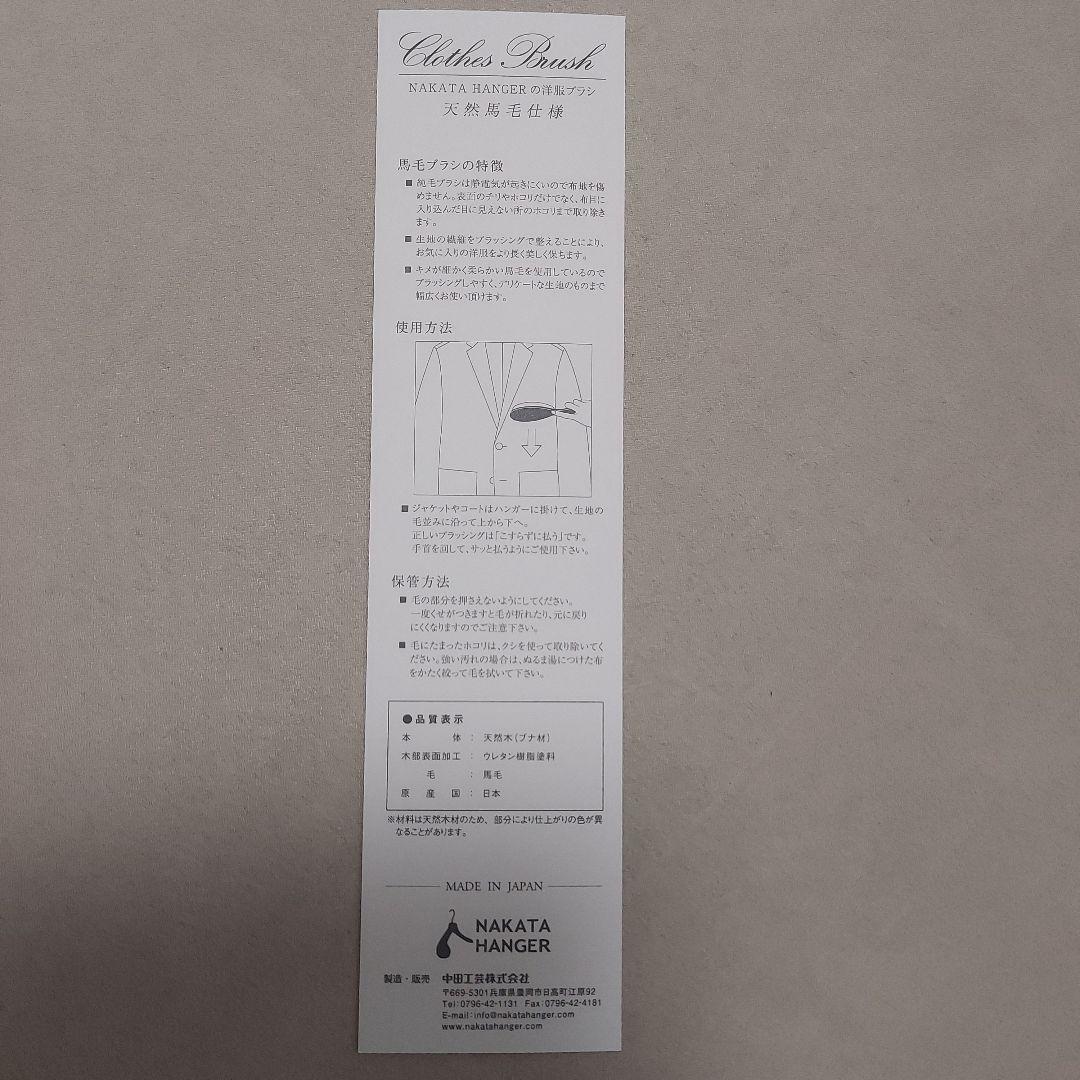 Clothes Brush
NAKATA HANGERの洋服ブラシ
天然馬毛仕様
馬毛ブラシの特徴
■ 純毛ブラシは静電気が起きにくいので布地を傷
めません。表面のチリやホコリだけでなく、布目に
入り込んだ目に見えない所のホコリまで取り除き
ます。
■ 生地の繊維をブラッシングで整えることにより、
お気に入りの洋服をより長く美しく保ちます。
■ キメが細かく柔らかい馬毛を使用しているので
ブラッシングしやすく、デリケートな生地のものまで
幅広くお使い頂けます。
使用方法
■ ジャケットやコートはハンガーに掛けて、生地の
毛並みに沿って上から下へ。
正しいブラッシングは「こすらずに払う」です。
手首を回して、サッと払うようにご使用下さい。
保管方法
■ 毛の部分を押さえないようにしてください。
一度くせがつきますと毛が折れたり、元に戻り
にくくなりますのでご注意下さい。
■ 毛にたまったホコリは、クシを使って取り除いてく
ださい。強い汚れの場合は、ぬるま湯につけた布
をかたく絞って毛を拭いて下さい。
●品質表示
本体 : 天然木(ブナ材)
木部表面加工 : ウレタン樹脂塗料
毛 : 馬毛
原産国 : 日本
※材料は天然木材のため、部分により仕上がりの色が異
なることがあります。
MADE IN JAPAN
NAKATA
HANGER
製造・販売 中田工芸株式会社
〒669-5301兵庫県豊岡市日高町江原92
Tel:0796-42-1131 Fax:0796-42-4181
E-mail:info@nakatahanger.com
www.nakatahanger.com